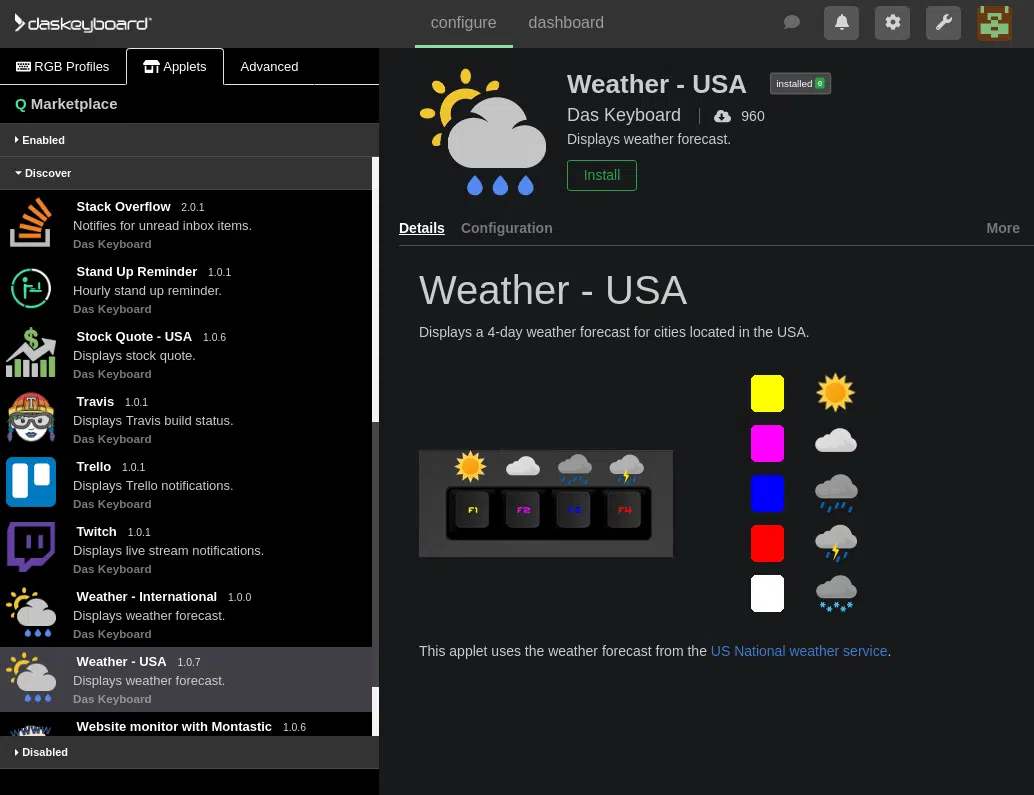 daskeyboard
configure
dashboard
RGB Profiles
Applets
Advanced
Q Marketplace
Enabled
Discover
Stack Overflow 2.0.1
Notifies for unread inbox items.
Das Keyboard
Stand Up Reminder 1.0.1
Hourly stand up reminder.
Das Keyboard
Stock Quote - USA 1.0.6
Displays stock quote.
Das Keyboard
Travis 1.0.1
Displays Travis build status.
Das Keyboard
Trello 1.0.1
Displays Trello notifications.
Das Keyboard
Twitch 1.0.1
Displays live stream notifications.
Das Keyboard
Weather - International 1.0.0
Displays weather forecast.
Das Keyboard
Weather - USA 1.0.7
Displays weather forecast.
Das Keyboard
Website monitor with Montastic 1.0.6
Disabled
Weather - USA
installed 0
Das Keyboard
960
Displays weather forecast.
Install
Details
Configuration
More
Weather - USA
Displays a 4-day weather forecast for cities located in the USA.
F1 F2 F3 F4
This applet uses the weather forecast from the US National weather service.